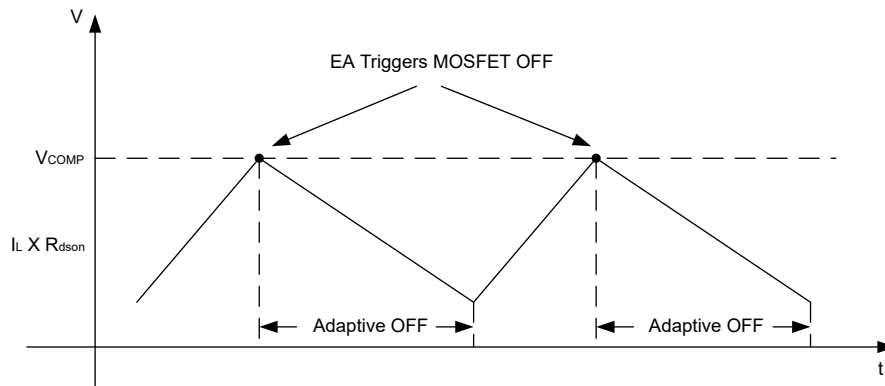 V
EA Triggers MOSFET OFF
VCOMP
IL X Rdson
Adaptive OFF
Adaptive OFF
t